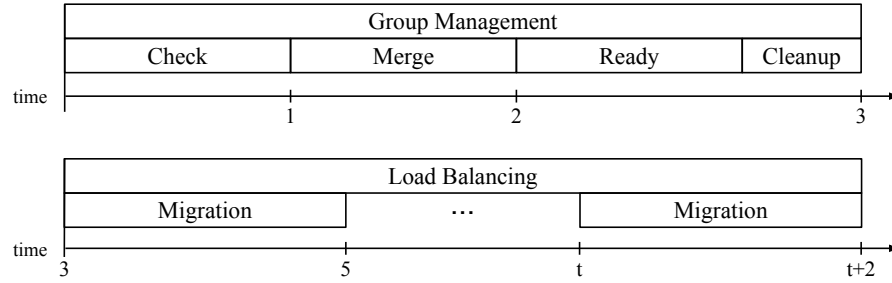 Group Management
Check Merge Ready Cleanup
time
1 2 3
Load Balancing
Migration ... Migration
time
3 5 t t+2